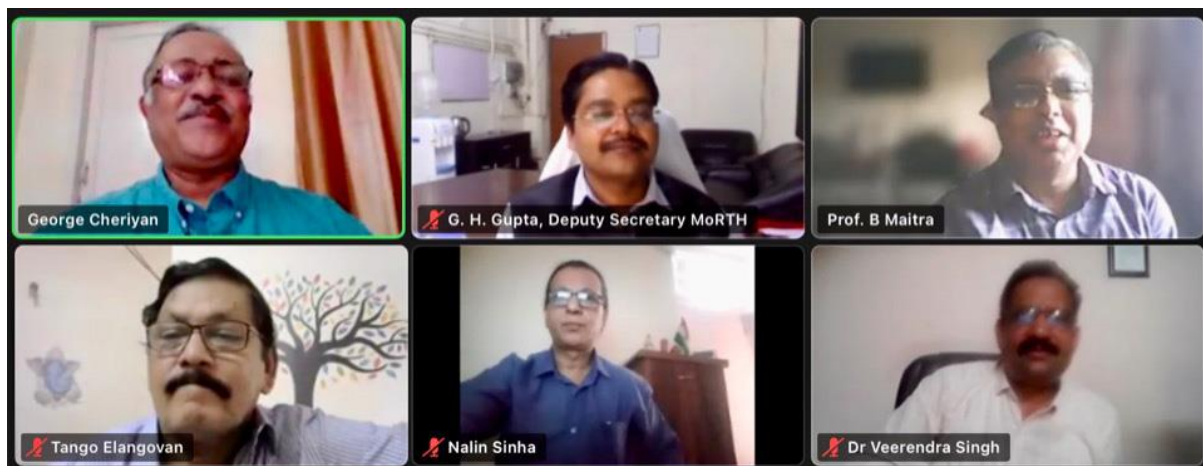 George Cheriyan
G. H. Gupta, Deputy Secretary MoRTH
Prof. B Maitra
Tango Elangovan
Nalin Sinha
Dr Veerendra Singh